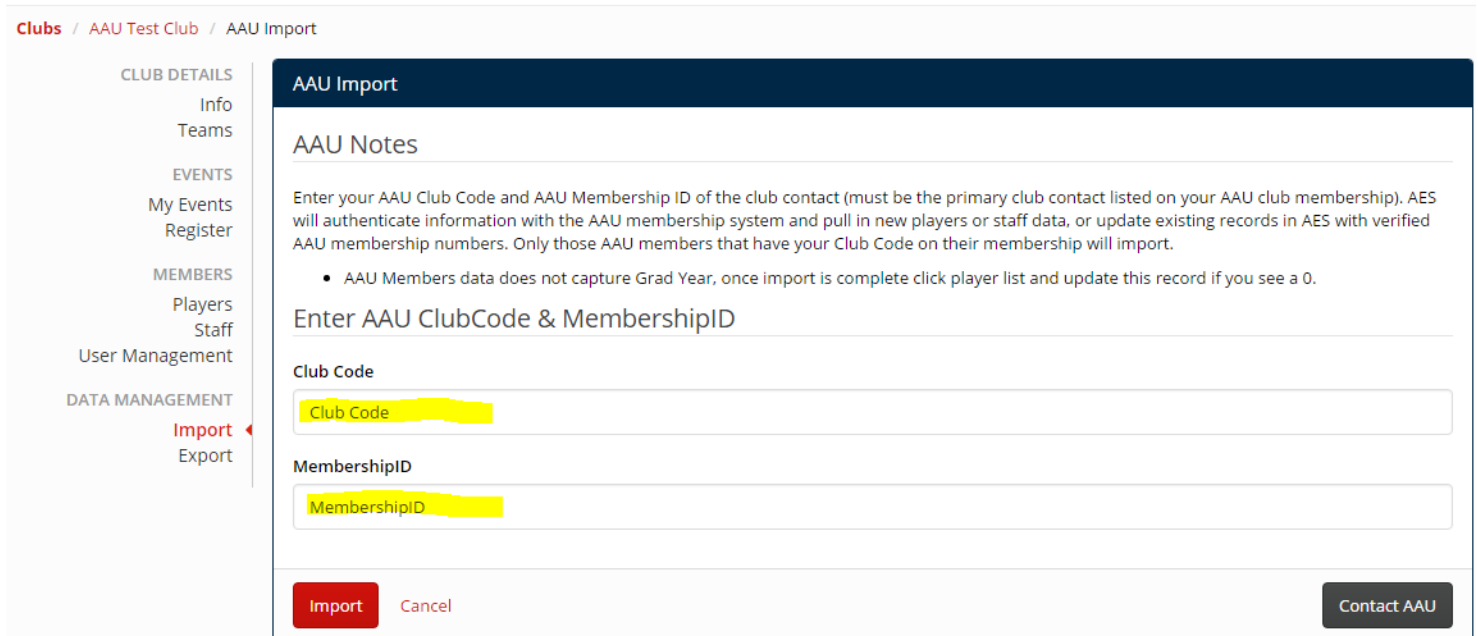 Clubs / AAU Test Club / AAU Import
CLUB DETAILS
Info
Teams
EVENTS
My Events
Register
MEMBERS
Players
Staff
User Management
DATA MANAGEMENT
Import
Export
AAU Import
AAU Notes
Enter your AAU Club Code and AAU Membership ID of the club contact (must be the primary club contact listed on your AAU club membership). AES
will authenticate information with the AAU membership system and pull in new players or staff data, or update existing records in AES with verified
AAU membership numbers. Only those AAU members that have your Club Code on their membership will import.
• AAU Members data does not capture Grad Year, once import is complete click player list and update this record if you see a 0.
Enter AAU ClubCode & MembershipID
Club Code
Club Code
MembershipID
MembershipID
Import Cancel Contact AAU